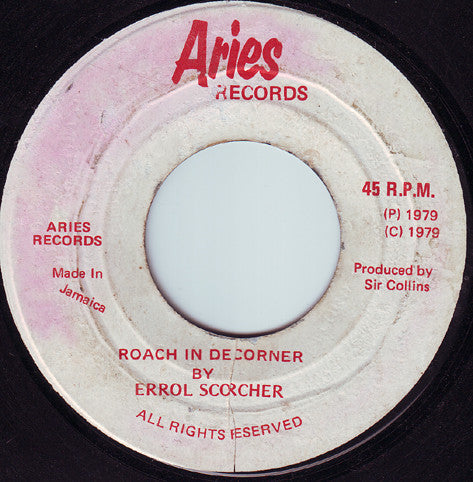 Aries
RECORDS
45 R.P.M.
(P) 1979
(C) 1979
ARIES
RECORDS
Made In
Jamaica
Produced by
Sir Collins
ROACH IN DECORNER
BY
ERROL SCORCHER
ALL RIGHTS RESERVED